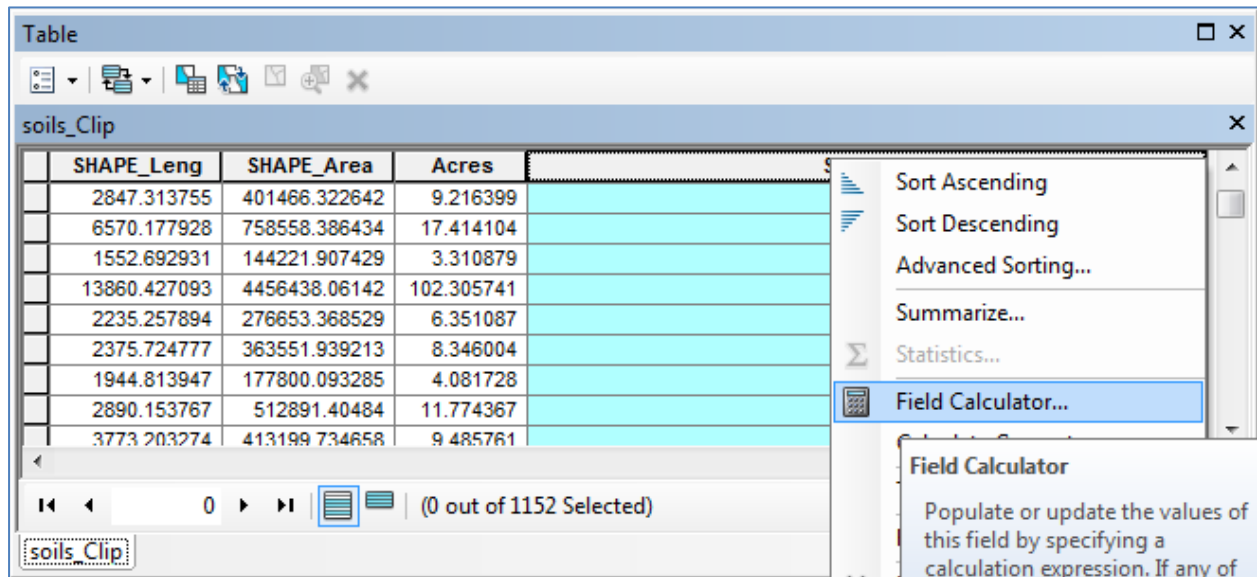 Table
soils_Clip
SHAPE_Leng SHAPE_Area Acres S
2847.313755 401466.322642 9.216399
6570.177928 758558.386434 17.414104
1552.692931 144221.907429 3.310879
13860.427093 4456438.06142 102.305741
2235.257894 276653.368529 6.351087
2375.724777 363551.939213 8.346004
1944.813947 177800.093285 4.081728
2890.153767 512891.40484 11.774367
3773.203274 413199.734658 9.485761
0 (0 out of 1152 Selected)
soils_Clip
Sort Ascending
Sort Descending
Advanced Sorting...
Summarize...
Σ Statistics...
Field Calculator...
Field Calculator
Populate or update the values of
this field by specifying a
calculation expression. If any of